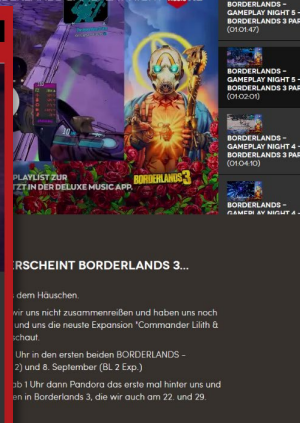 PLAYLIST ZUR
TZT IN DER DELUXE MUSIC APP.
BORDERLANDS 3
BORDERLANDS –
GAMEPLAY NIGHT 5 –
BORDERLANDS 3 PAR
(01:01:47)
BORDERLANDS –
GAMEPLAY NIGHT 5 –
BORDERLANDS 3 PAR
(01:02:01)
BORDERLANDS –
GAMEPLAY NIGHT 4 –
BORDERLANDS 3 PAR
(01:04:10)
BORDERLANDS –
GAMEPLAY NIGHT 4 –
ERSCHEINT BORDERLANDS 3...
dem Häuschen.
wir uns nicht zusammenreißen und haben uns noch
und uns die neuste Expansion "Commander Lilith &
schaut.
Uhr in den ersten beiden BORDERLANDS –
2) und 8. September (BL 2 Exp.)
ab 1 Uhr dann Pandora das erste mal hinter uns und
en in Borderlands 3, die wir auch am 22. und 29.